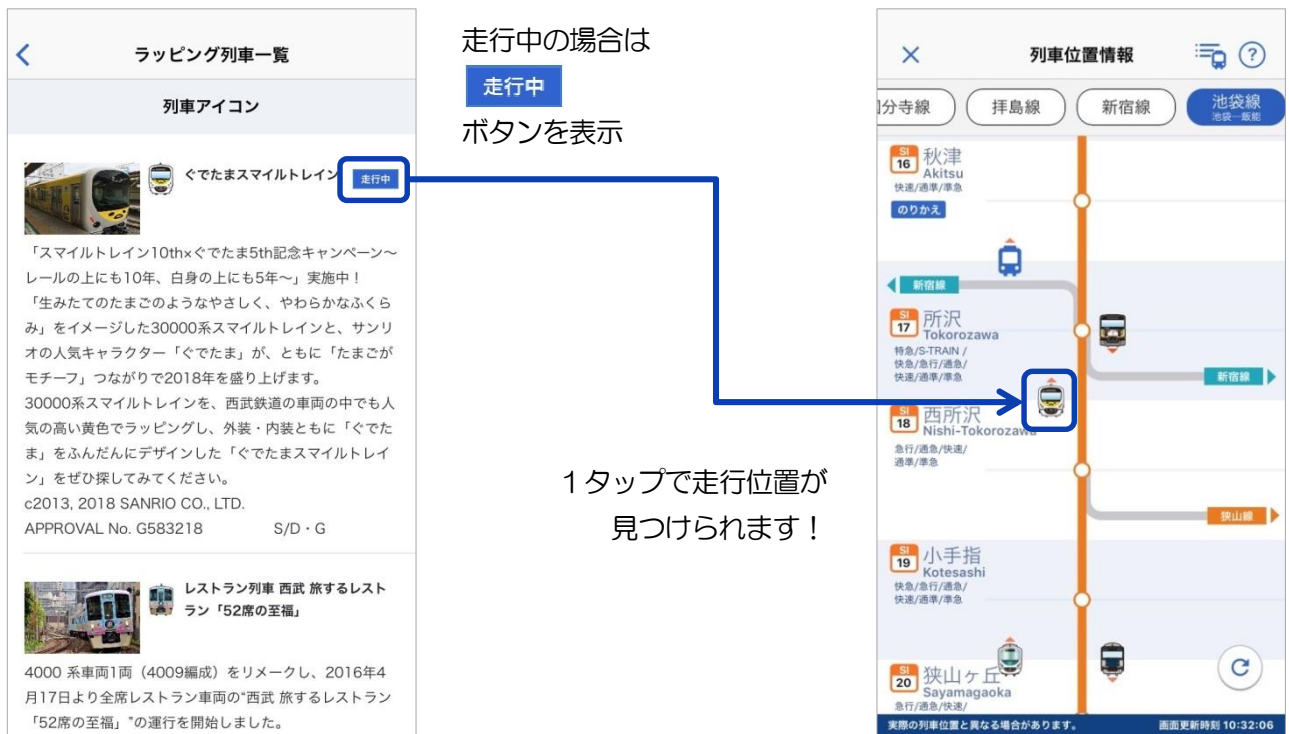 ラッピング列車一覧
列車アイコン
ぐでたまスマイルトレイン
走行中
「スマイルトレイン10th×ぐでたま5th記念キャンペーン～
レールの上にも10年、白身の上にも5年～」実施中！
「生みたてのたまごのようなやさしく、やわらかなふくら
み」をイメージした30000系スマイルトレインと、サンリ
オの人気キャラクター「ぐでたま」が、ともに「たまごが
モチーフ」つながりで2018年を盛り上げます。
30000系スマイルトレインを、西武鉄道の車両の中でも人
気の高い黄色でラッピングし、外装・内装ともに「ぐでた
ま」をふんだんにデザインした「ぐでたまスマイルトレイ
ン」をぜひ探してみてください。
c2013, 2018 SANRIO CO., LTD.
APPROVAL No. G583218 S/D・G
レストラン列車 西武 旅するレスト
ラン「52席の至福」
4000 系車両1両（4009編成）をリメークし、2016年4
月17日より全席レストラン車両の“西武 旅するレストラン
「52席の至福」”の運行を開始しました。
走行中の場合は
走行中
ボタンを表示
１タップで走行位置が
見つけられます！
列車位置情報
?
分寺線
拝島線
新宿線
池袋線
池袋ー飯能
SI
16
秋津
Akitsu
快速/通準/準急
のりかえ
新宿線
SI
17
所沢
Tokorozawa
特急/S-TRAIN /
快急/急行/通急/
快速/通準/準急
新宿線
SI
18
西所沢
Nishi-Tokorozawa
急行/通急/快速/
通準/準急
狭山線
SI
19
小手指
Kotesashi
快急/急行/通急/
快速/通準/準急
SI
20
狭山ヶ丘
Sayamagaoka
急行/通急/快速/
実際の列車位置と異なる場合があります。
画面更新時刻 10:32:06